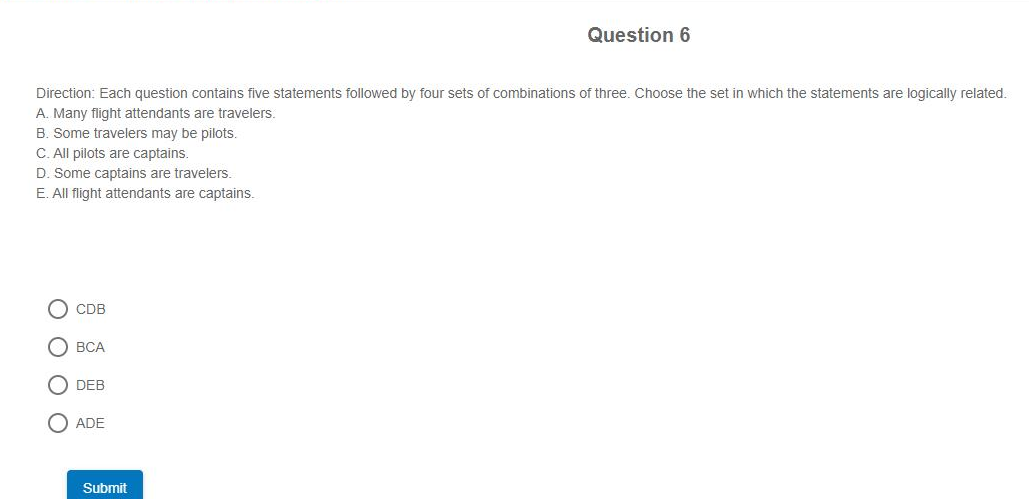 Question 6
Direction: Each question contains five statements followed by four sets of combinations of three. Choose the set in which the statements are logically related.
A. Many flight attendants are travelers.
B. Some travelers may be pilots.
C. All pilots are captains.
D. Some captains are travelers.
E. All flight attendants are captains.
CDB
BCA
DEB
ADE
Submit